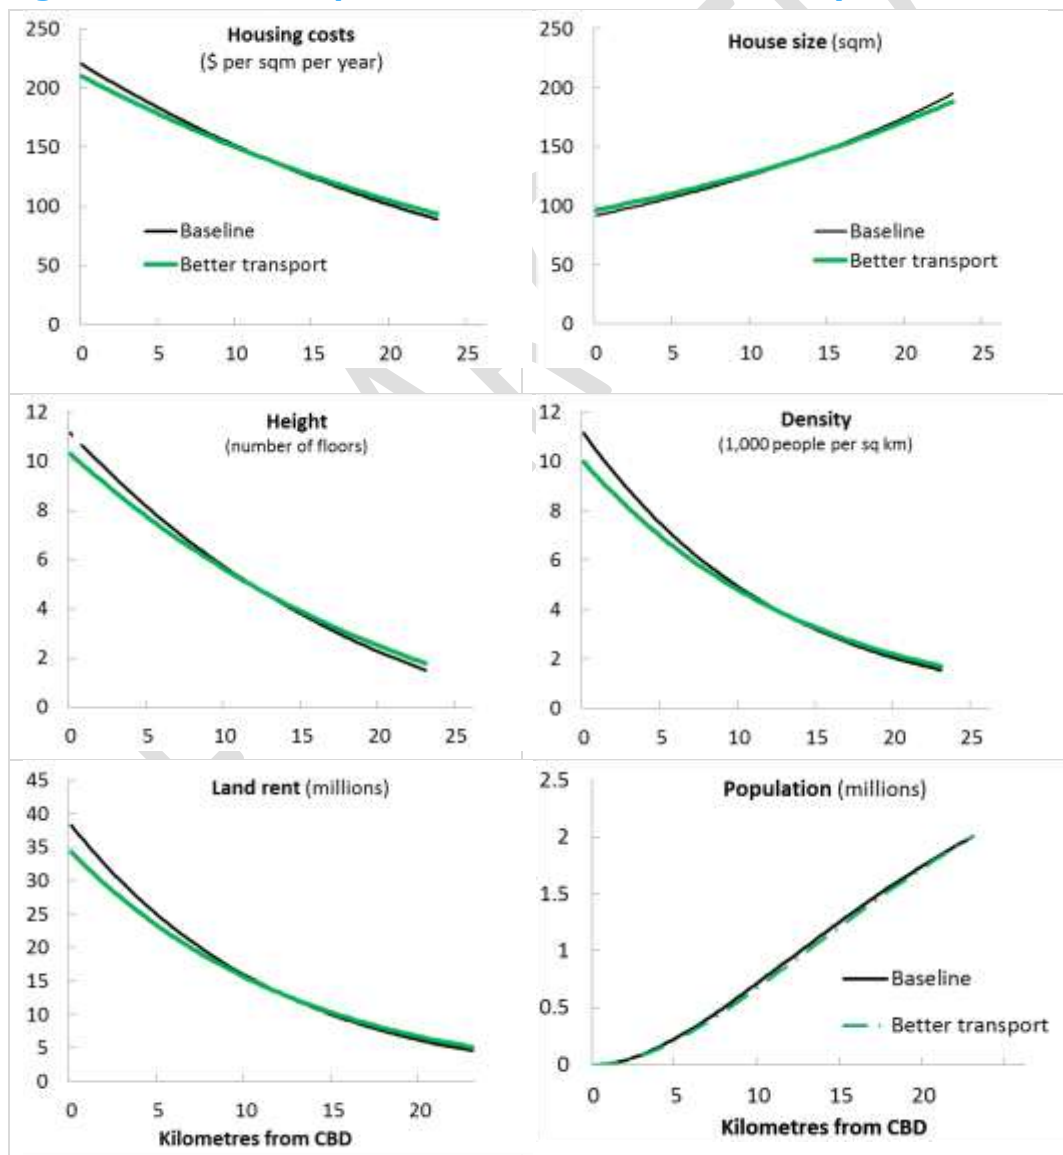 Housing costs
($ per sqm per year)
250
200
150
100
50
0
Baseline
Better transport
0 5 10 15 20 25
House size (sqm)
250
200
150
100
50
0
Baseline
Better transport
0 5 10 15 20 25
Height
(number of floors)
12
10
8
6
4
2
0
0 5 10 15 20 25
Density
(1,000 people per sq km)
12
10
8
6
4
2
0
0 5 10 15 20 25
Land rent (millions)
45
40
35
30
25
20
15
10
5
0
0 5 10 15 20
Kilometres from CBD
Population (millions)
2.5
2
1.5
1
0.5
0
Baseline
Better transport
0 5 10 15 20
Kilometres from CBD